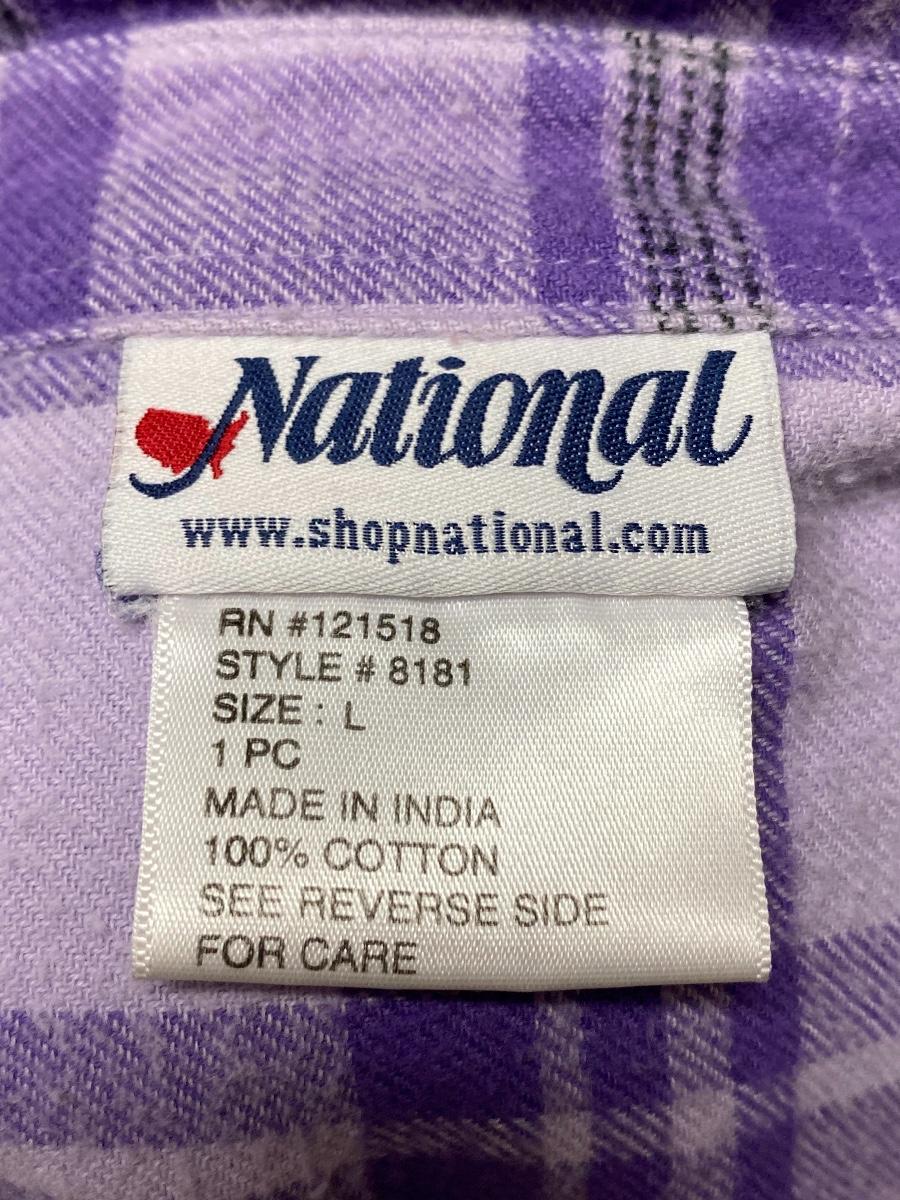 National
www.shopnational.com
RN #121518
STYLE # 8181
SIZE : L
1 PC
MADE IN INDIA
100% COTTON
SEE REVERSE SIDE
FOR CARE